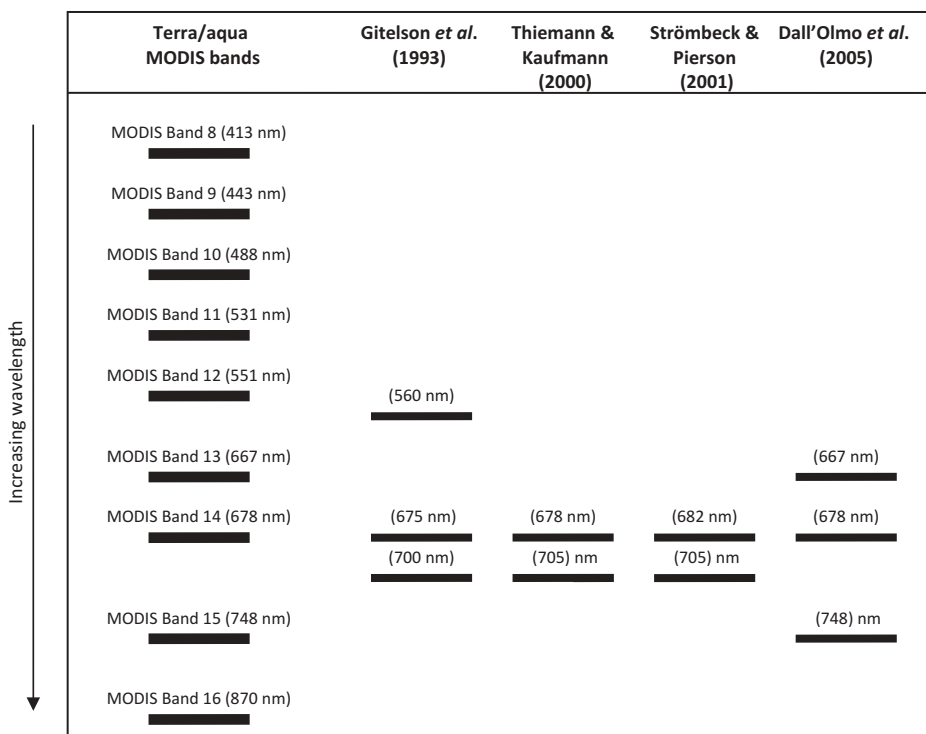 Terra/aqua
MODIS bands
Gitelson et al.
(1993)
Thiemann &
Kaufmann
(2000)
Strömbeck &
Pierson
(2001)
Dall'Olmo et al.
(2005)
Increasing wavelength
MODIS Band 8 (413 nm)
MODIS Band 9 (443 nm)
MODIS Band 10 (488 nm)
MODIS Band 11 (531 nm)
MODIS Band 12 (551 nm)
(560 nm)
MODIS Band 13 (667 nm)
(667 nm)
MODIS Band 14 (678 nm)
(675 nm)
(678 nm)
(682 nm)
(678 nm)
(700 nm)
(705) nm
(705) nm
MODIS Band 15 (748 nm)
(748) nm
MODIS Band 16 (870 nm)